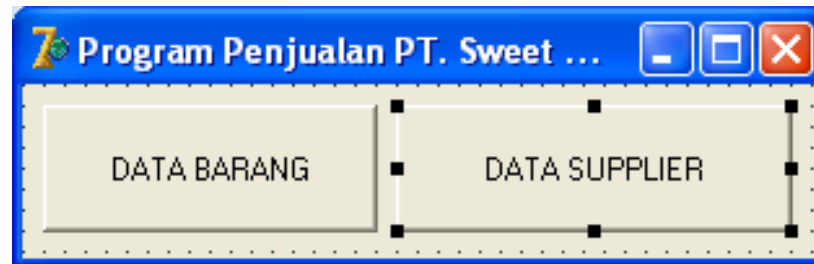 Program Penjualan PT. Sweet ...
DATA BARANG
DATA SUPPLIER